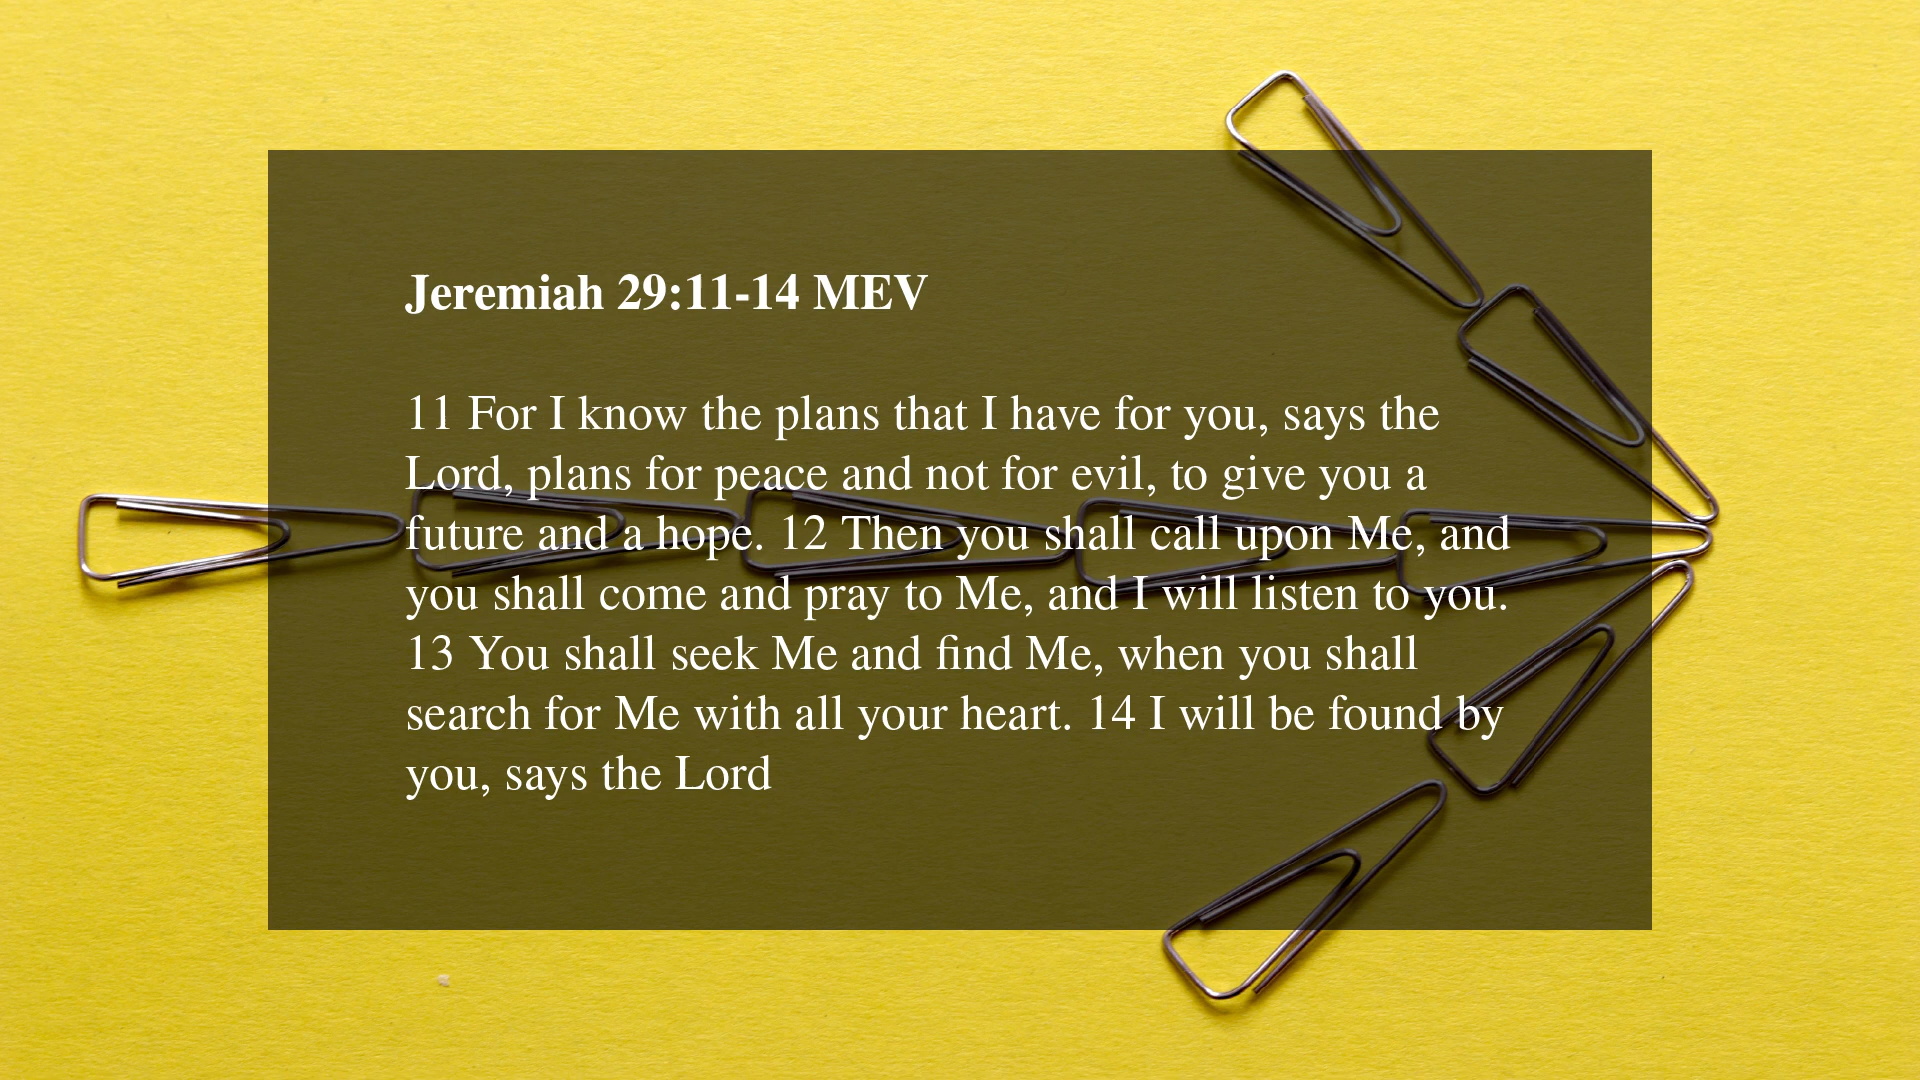 Jeremiah 29:11-14 MEV
11 For I know the plans that I have for you, says the
Lord, plans for peace and not for evil, to give you a
future and a hope. 12 Then you shall call upon Me, and
you shall come and pray to Me, and I will listen to you.
13 You shall seek Me and find Me, when you shall
search for Me with all your heart. 14 I will be found by
you, says the Lord